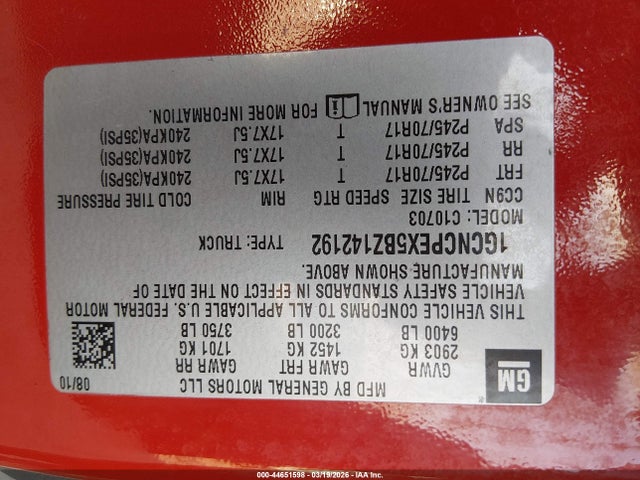 GM
MFD BY GENERAL MOTORS LLC
08/10
GVWR GAWR FRT GAWR RR
2903 KG 1452 KG 1701 KG
6400 LB 3200 LB 3750 LB
THIS VEHICLE CONFORMS TO ALL APPLICABLE U.S. FEDERAL MOTOR
VEHICLE SAFETY STANDARDS IN EFFECT ON THE DATE OF
MANUFACTURE SHOWN ABOVE.
1GCNCPEX5BZ142192 TYPE: TRUCK
MODEL: C10703
CC9N TIRE SIZE SPEED RTG RIM COLD TIRE PRESSURE
FRT P245/70R17 T 17X7.5J 240KPA(35PSI)
RR P245/70R17 T 17X7.5J 240KPA(35PSI)
SPA P245/70R17 T 17X7.5J 240KPA(35PSI)
SEE OWNER'S MANUAL FOR MORE INFORMATION.
000-44651598 - 03/19/2026 - IAA Inc.